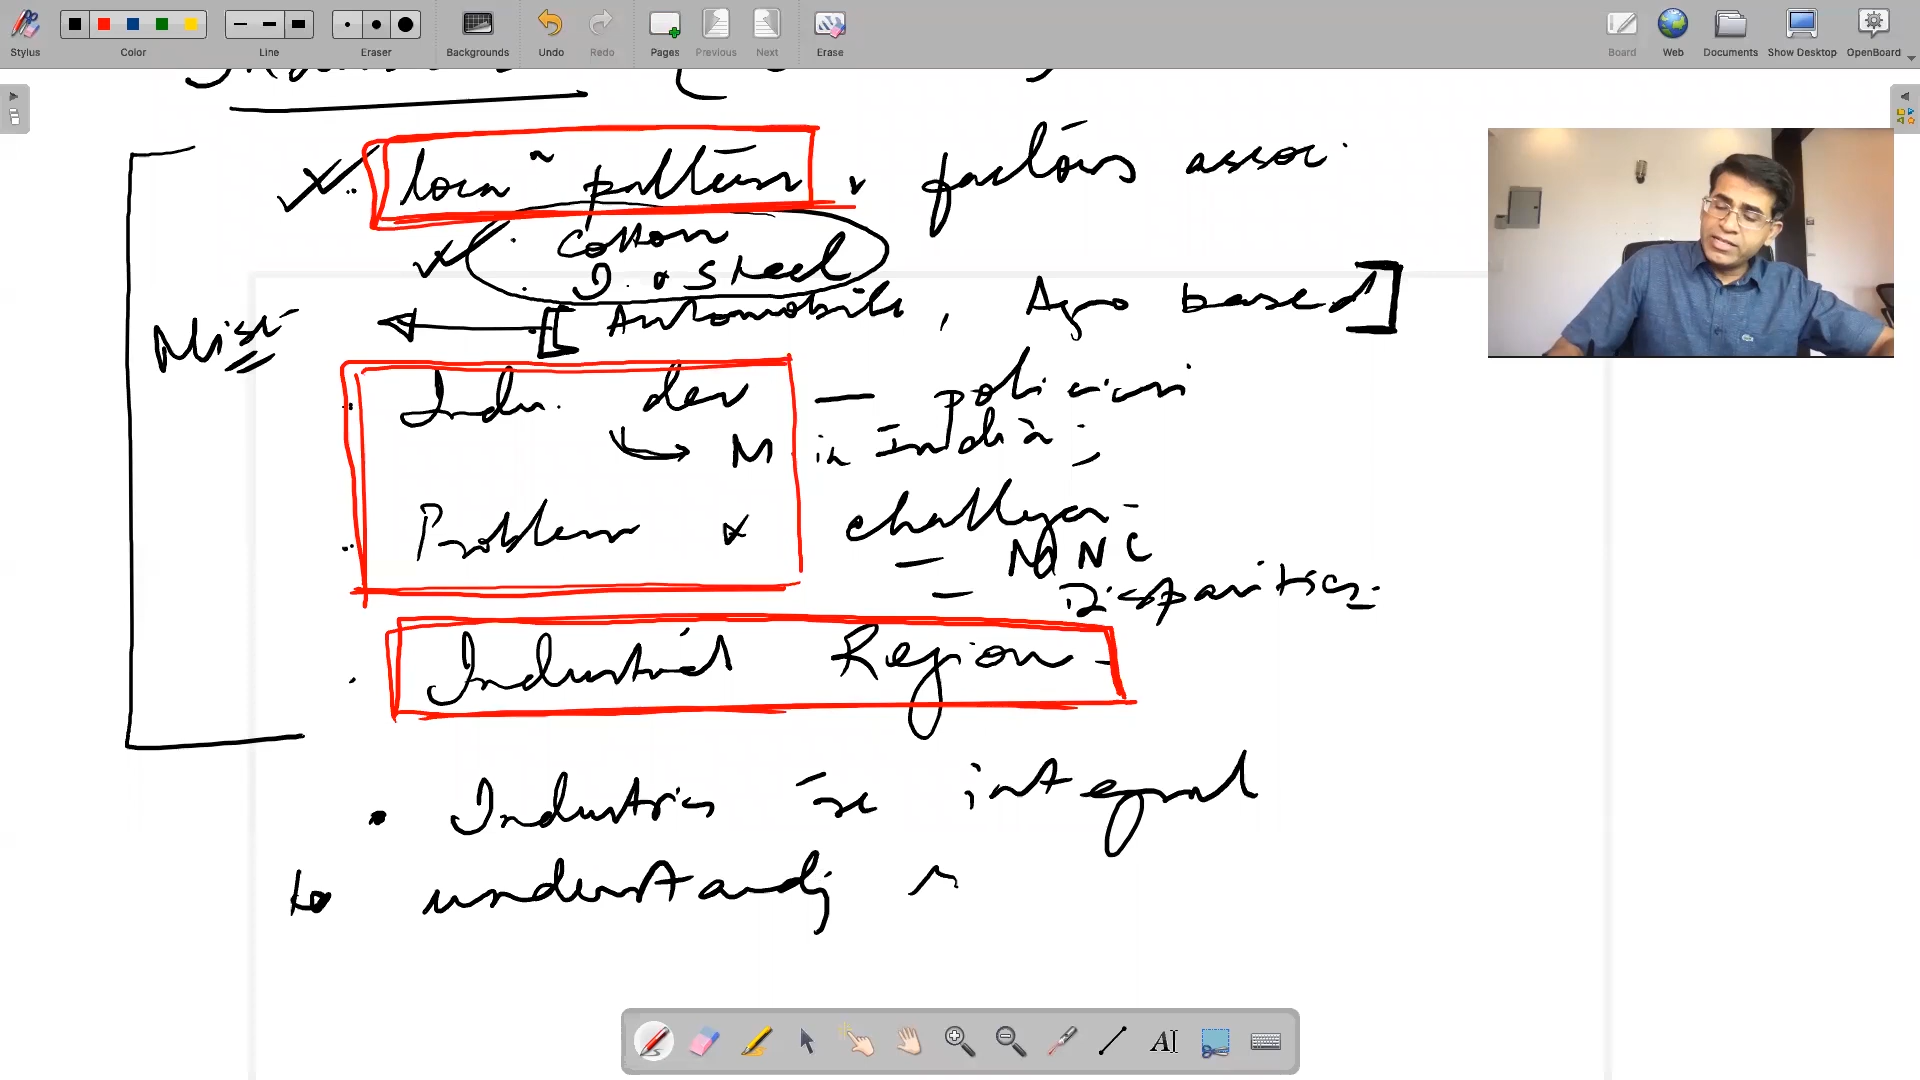 Stylus Color Line Eraser Backgrounds Undo Redo Pages Previous Next Erase Board Web Documents Show Desktop OpenBoard
locn pattern & factors assoc.
Cotton
I. & Steel
Automobile, Agro based
Indu. dev — policies
M in India
Problem & challenges
— MNC
— Disparities
Industrial Region
Industries are integral
to understanding
AI